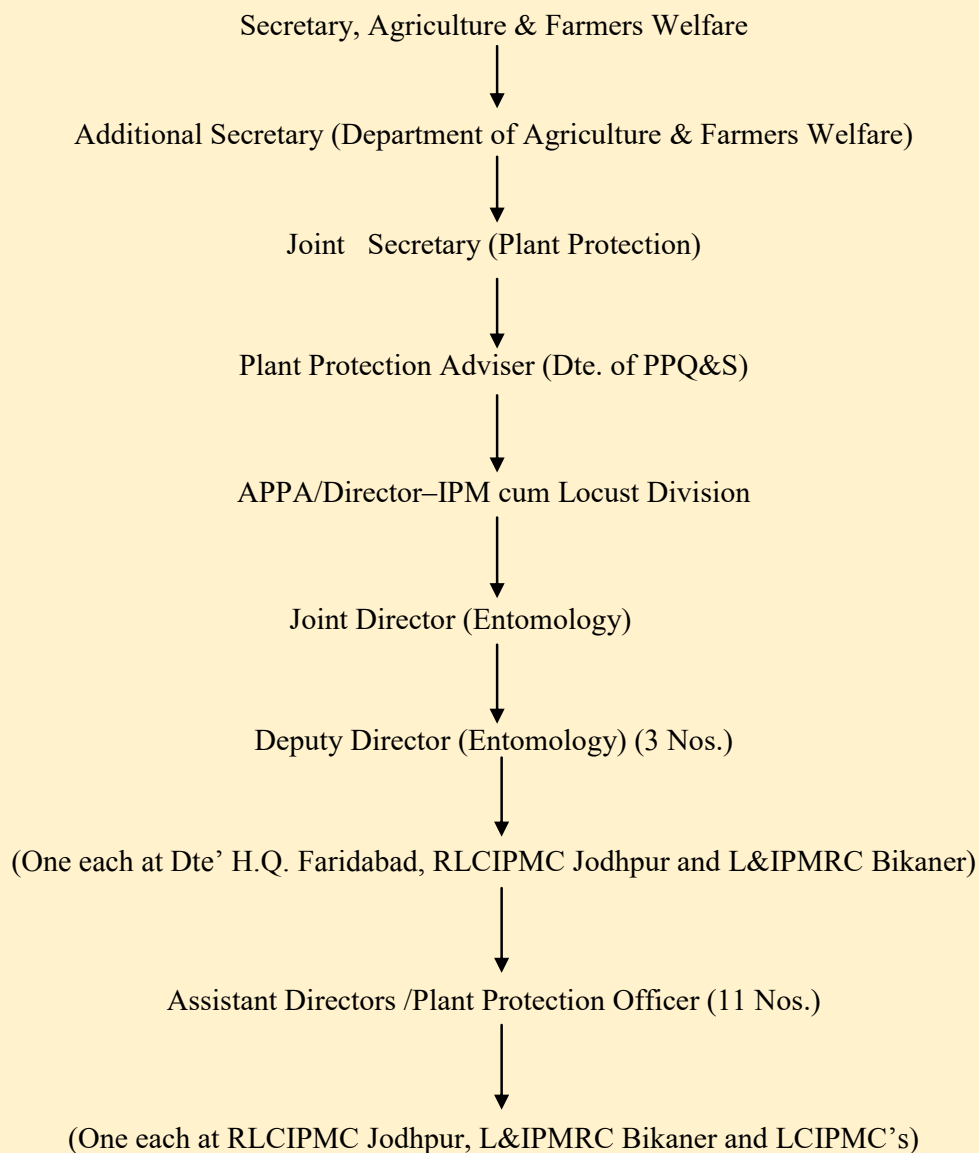 Secretary, Agriculture & Farmers Welfare
Additional Secretary (Department of Agriculture & Farmers Welfare)
Joint Secretary (Plant Protection)
Plant Protection Adviser (Dte. of PPQ&S)
APPA/Director–IPM cum Locust Division
Joint Director (Entomology)
Deputy Director (Entomology) (3 Nos.)
(One each at Dte’ H.Q. Faridabad, RLCIPMC Jodhpur and L&IPMRC Bikaner)
Assistant Directors /Plant Protection Officer (11 Nos.)
(One each at RLCIPMC Jodhpur, L&IPMRC Bikaner and LCIPMC’s)